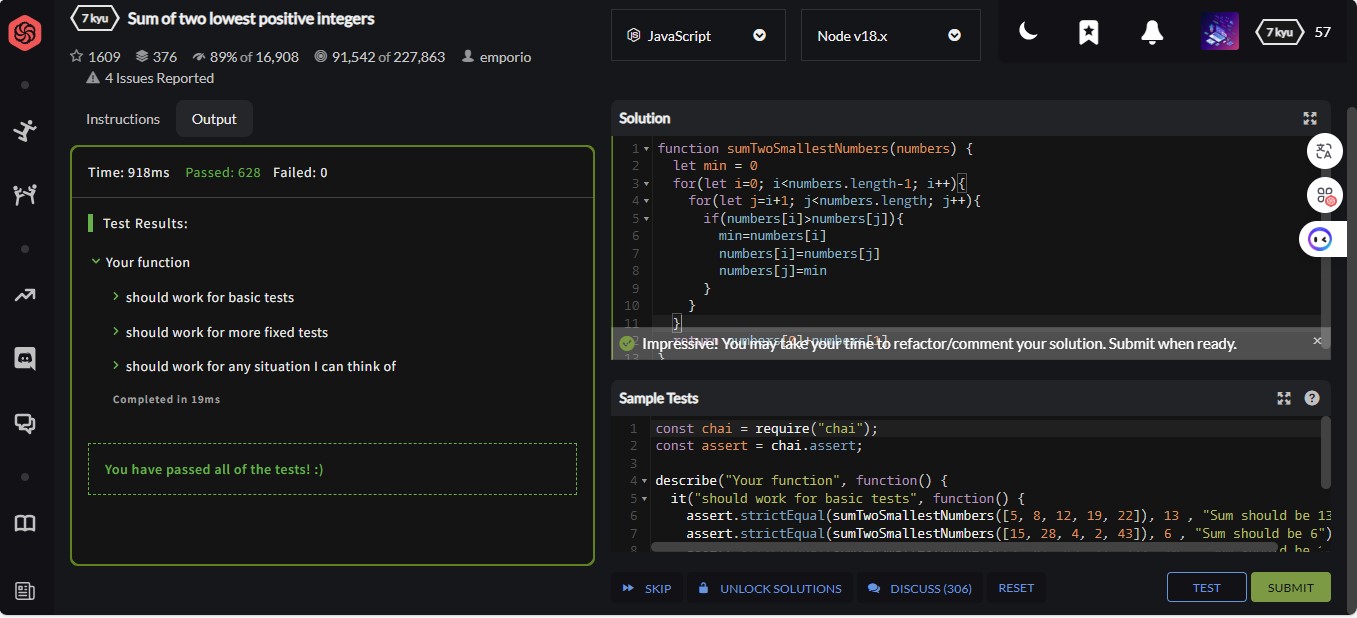 7 kyu Sum of two lowest positive integers
1609 376 89% of 16,908 91,542 of 227,863 emporio
4 Issues Reported
JavaScript
Node v18.x
7 kyu 57
Instructions Output
Time: 918ms Passed: 628 Failed: 0
Test Results:
Your function
should work for basic tests
should work for more fixed tests
should work for any situation I can think of
Completed in 19ms
You have passed all of the tests! :)
Solution
1 function sumTwoSmallestNumbers(numbers) {
2 let min = 0
3 for(let i=0; i<numbers.length-1; i++){
4 for(let j=i+1; j<numbers.length; j++){
5 if(numbers[i]>numbers[j]){
6 min=numbers[i]
7 numbers[i]=numbers[j]
8 numbers[j]=min
9 }
10 }
11 }
return numbers[0]+numbers[1]
13 }
Impressive! You may take your time to refactor/comment your solution. Submit when ready.
Sample Tests
1 const chai = require("chai");
2 const assert = chai.assert;
3
4 describe("Your function", function() {
5 it("should work for basic tests", function() {
6 assert.strictEqual(sumTwoSmallestNumbers([5, 8, 12, 19, 22]), 13 , "Sum should be 13
7 assert.strictEqual(sumTwoSmallestNumbers([15, 28, 4, 2, 43]), 6 , "Sum should be 6")
8
SKIP UNLOCK SOLUTIONS DISCUSS (306) RESET TEST SUBMIT